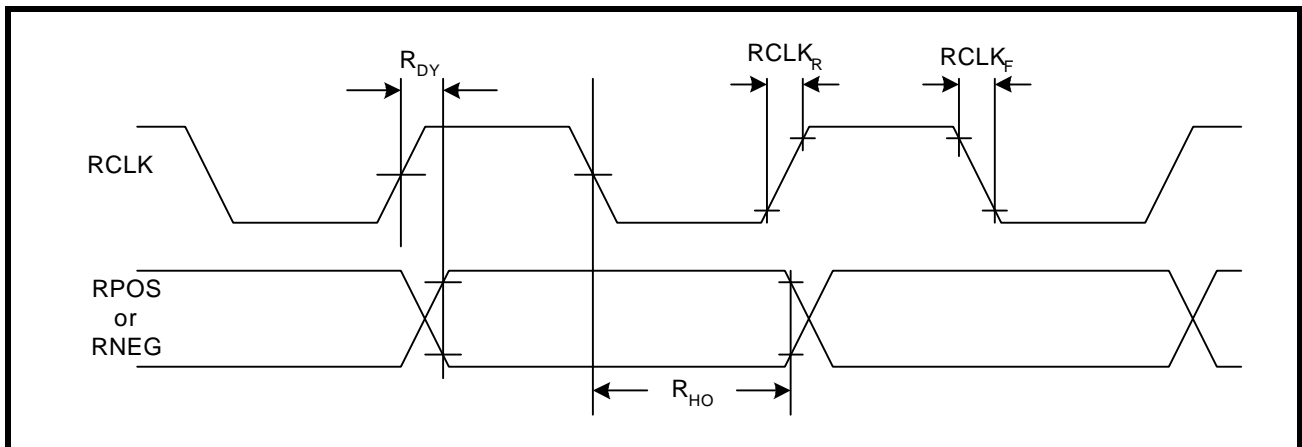 R_DY
RCLK_R
RCLK_F
RCLK
RPOS
or
RNEG
R_HO